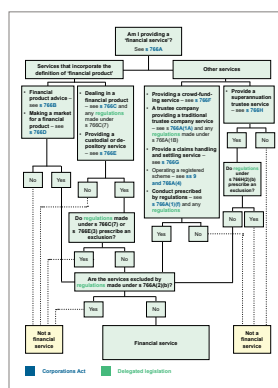 Am I providing a
'financial service'?
See s 766A
Services that incorporate the
definition of 'financial product'
Other services
• Financial
product advice –
see s 766B
• Making a market
for a financial
product – see
s 766D
• Dealing in a
financial product
– see s 766C and
any regulations
made under
s 766C(7)
• Providing a
custodial or de-
pository service
– see s 766E
• Providing a crowd-fund-
ing service – see s 766F
• A trustee company
providing a traditional
trustee company service –
see s 766A(1A) and any
regulations made under
s 766A(1B)
• Provide a claims handling
and settling service – see
s 766G
• Operating a registered
scheme – see ss 9 and
s 766A(4)
• Conduct prescribed
by regulations – see
s 766A(1)(f) and any
regulations
• Provide a
superannuation
trustee service
– see s 766H
No
Yes
No
Yes
Yes
No
Yes
No
Do regulations made
under s 766C(7) or
s 766E(3) prescribe an
exclusion?
Do regulations
under s 766H(2)(b)
prescribe an
exclusion?
Yes
No
No
Yes
Are the services excluded by
regulations made under s 766A(2)(b)?
Yes
No
Not a
financial
service
Financial service
Not a
financial
service
Corporations Act
Delegated legislation